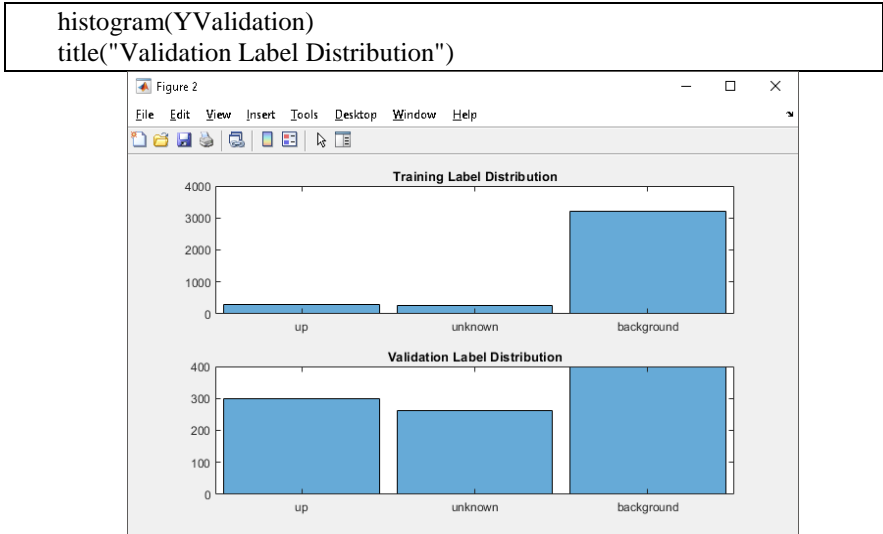 histogram(YValidation)
title("Validation Label Distribution")
Figure 2
File Edit View Insert Tools Desktop Window Help
Training Label Distribution
4000
3000
2000
1000
0
up unknown background
Validation Label Distribution
400
300
200
100
0
up unknown background